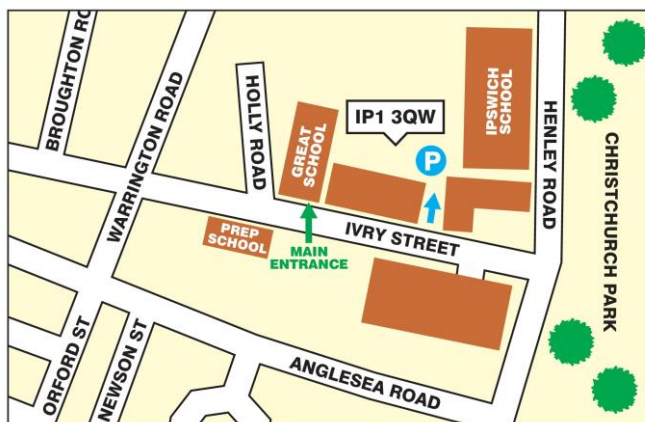 BROUGHTON RO
WARRINGTON ROAD
HOLLY ROAD
GREAT
SCHOOL
IP1 3QW
P
IPSWICH
SCHOOL
HENLEY ROAD
CHRISTCHURCH PARK
PREP
SCHOOL
MAIN
ENTRANCE
IVRY STREET
ORFORD ST
NEWSON ST
ANGLESEA ROAD